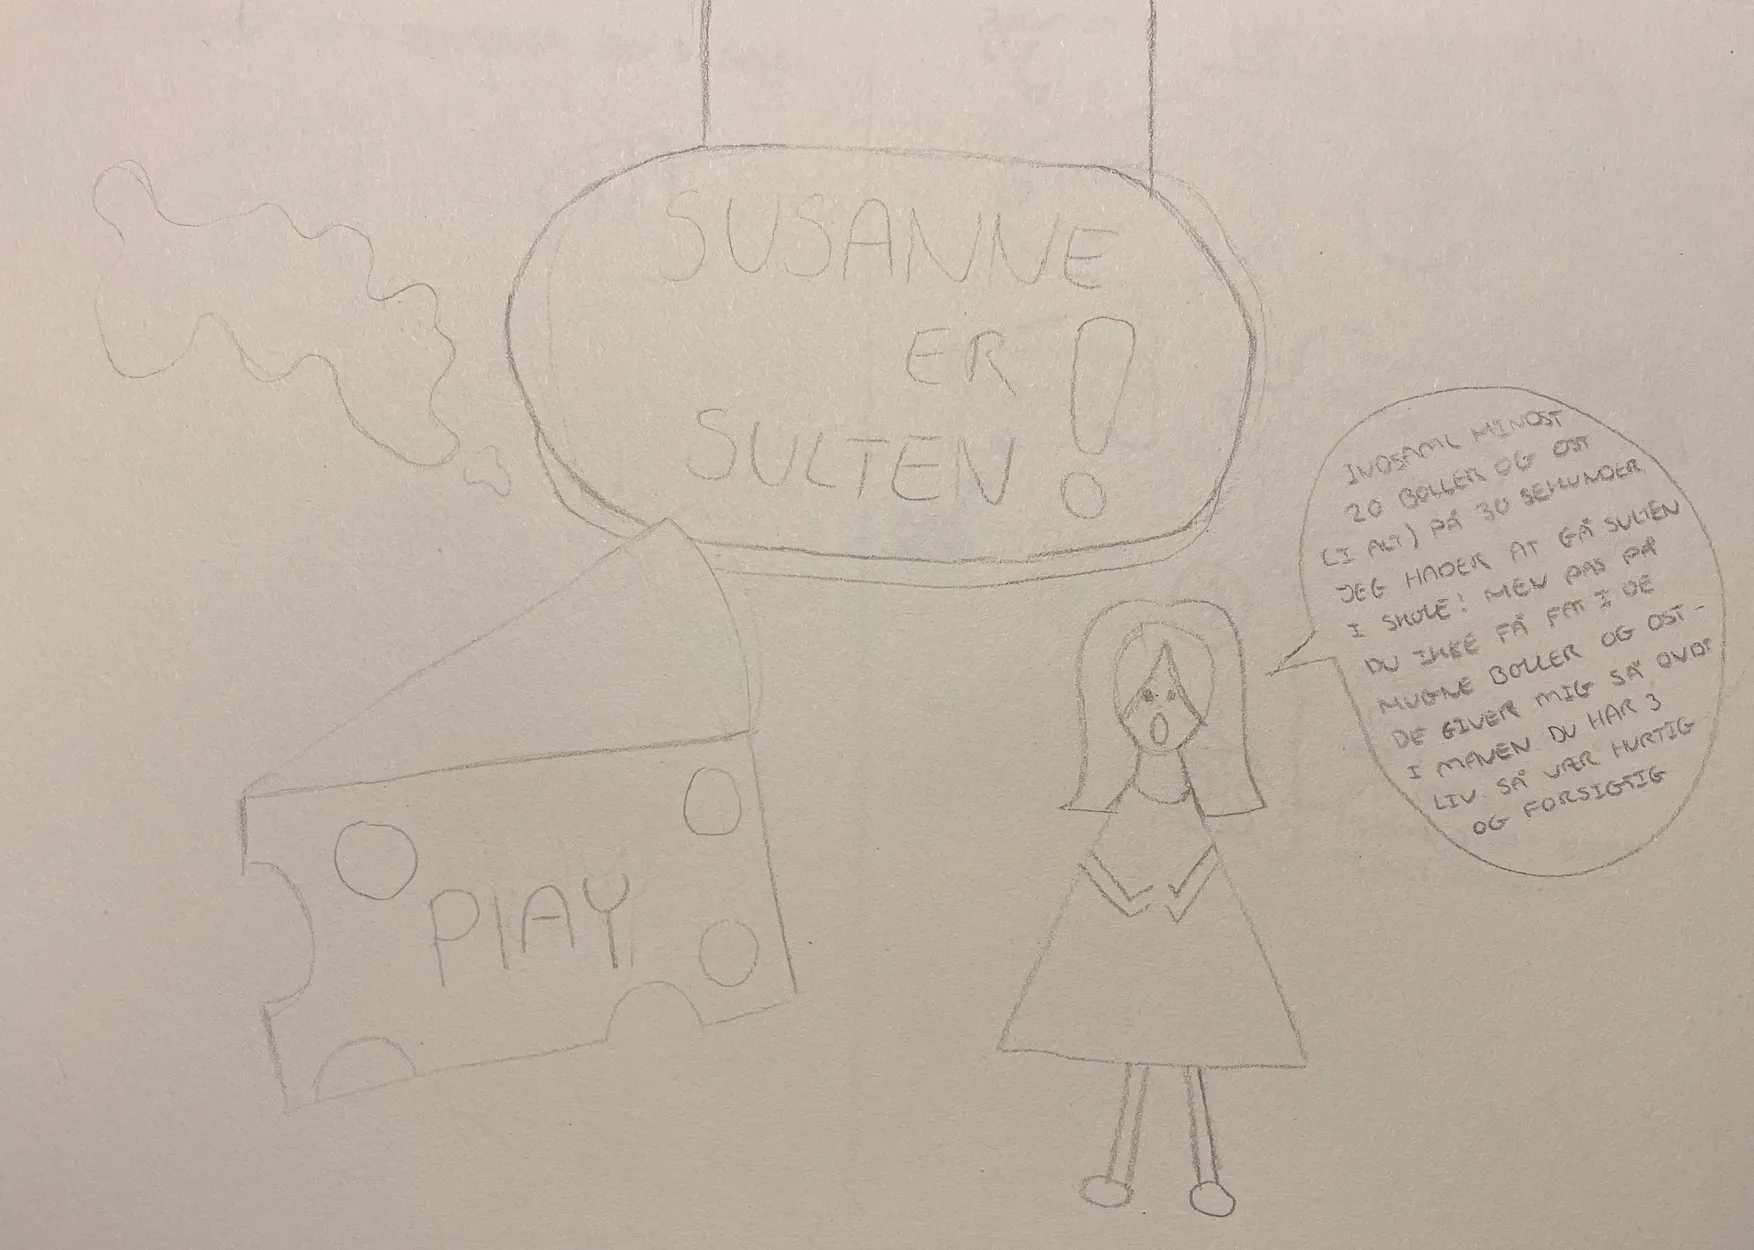 SUSANNE
ER
SULTEN!
INDSAML MINDST
20 BOLLER OG OST
(I ALT) PÅ 30 SEKUNDER
JEG HADER AT GÅ SULTEN
I SKOLE! MEN PAS PÅ
DU IKKE FÅ FAT I DE
MUGNE BOLLER OG OST-
DE GIVER MIG SÅ ONDT
I MAVEN DU HAR 3
LIV SÅ VÆR HURTIG
OG FORSIGTIG
PLAY